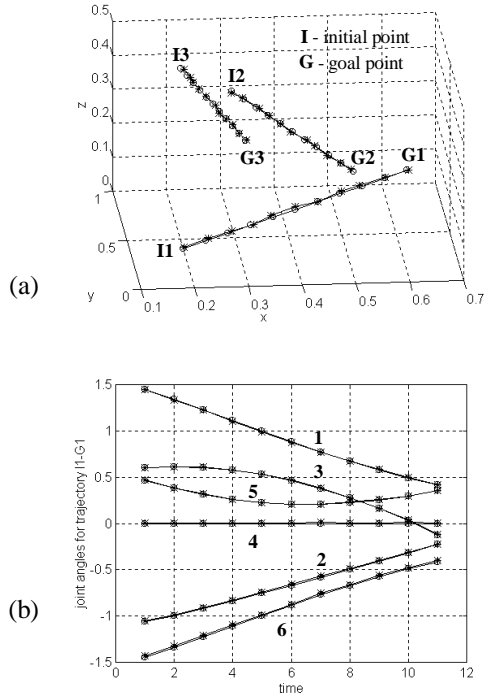 0.5
0.4
0.3
0.2
0.1
0
z
I - initial point
G - goal point
I3
I2
G3
G2
G1
I1
1
0.5
0
y
0.1
0.2
0.3
0.4
0.5
0.6
0.7
x
(a)
1.5
1
0.5
0
-0.5
-1
-1.5
joint angles for trajectory I1-G1
1
3
5
4
2
6
0
2
4
6
8
10
12
time
(b)